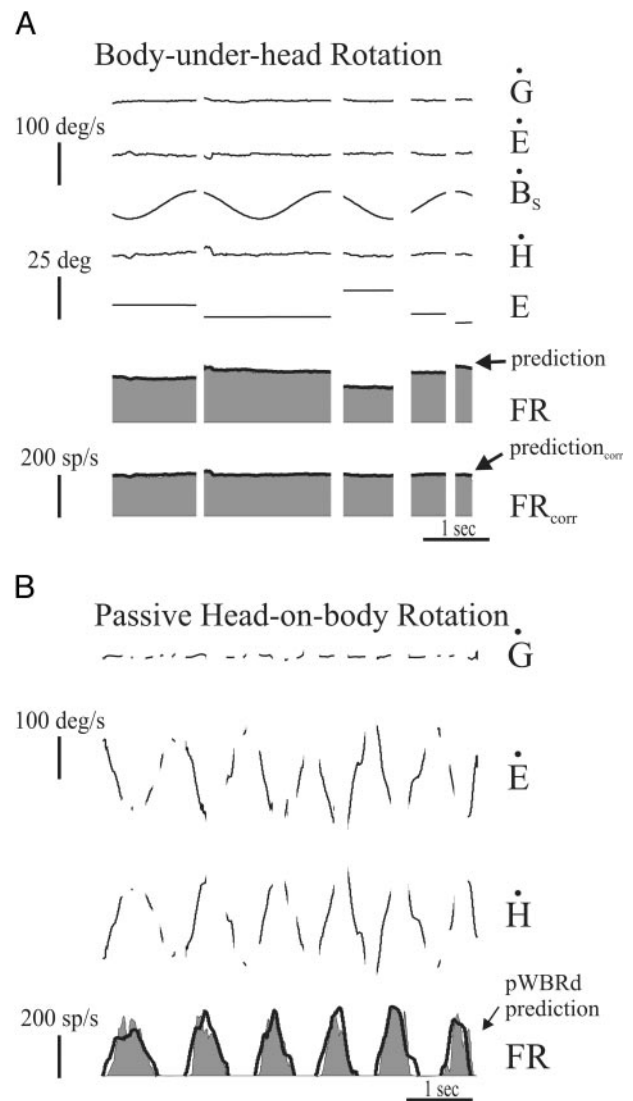 A
Body-under-head Rotation
Ġ
100 deg/s
Ė
Ḃs
25 deg
Ḣ
E
prediction
FR
200 sp/s
predictioncorr
FRcorr
1 sec
B
Passive Head-on-body Rotation
Ġ
100 deg/s
Ė
Ḣ
pWBRd
prediction
200 sp/s
FR
1 sec